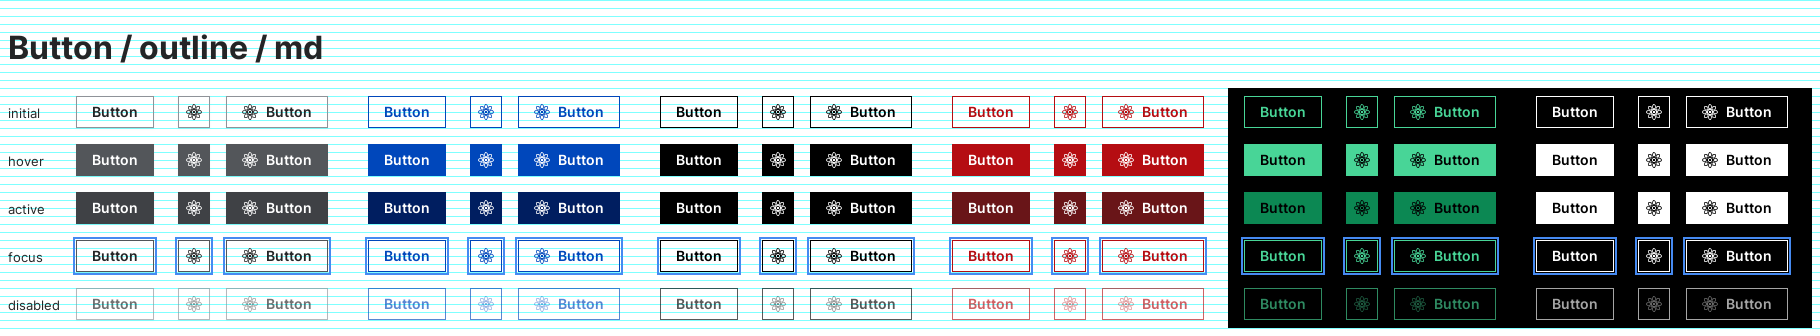 Button / outline / md
initial Button Button Button Button Button Button Button Button Button Button Button Button
hover Button Button Button Button Button Button Button Button Button Button Button Button
active Button Button Button Button Button Button Button Button Button Button Button Button
focus Button Button Button Button Button Button Button Button Button Button Button Button
disabled Button Button Button Button Button Button Button Button Button Button Button Button